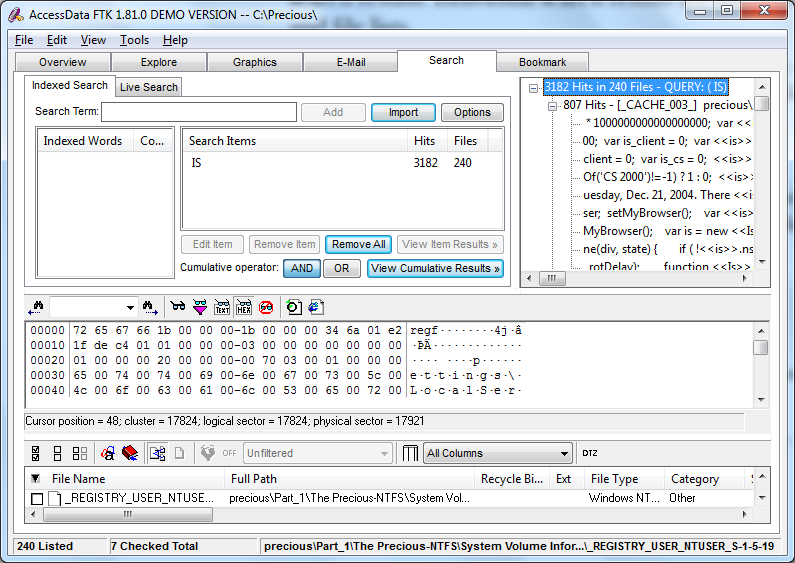 AccessData FTK 1.81.0 DEMO VERSION -- C:\Precious\
File Edit View Tools Help
Overview Explore Graphics E-Mail Search Bookmark
Indexed Search Live Search
Search Term: Add Import Options
Indexed Words Co... Search Items Hits Files
IS 3182 240
Edit Item Remove Item Remove All View Item Results »
Cumulative operator: AND OR View Cumulative Results »
3182 Hits in 240 Files - QUERY: ( IS)
807 Hits - [_CACHE_003_] precious\
* 1000000000000000000; var <<
00; var is_client = 0; var <<is>>
client = 0; var is_cs = 0; <<is>>
Of('CS 2000')!=-1) ? 1 : 0; <<is>>
uesday, Dec. 21, 2004. There <<is
ser; setMyBrowser(); var <<is>
MyBrowser(); var is = new <<Is
ne(div, state) { if ( !<<is>>.ns
_rotDelay); function <<Is>>
TEXT HEX
00000 72 65 67 66 1b 00 00 00-1b 00 00 00 34 6a 01 e2 regf········4j·â
00010 1f de c4 01 01 00 00 00-03 00 00 00 00 00 00 00 ·ÞÄ·············
00020 01 00 00 00 20 00 00 00-00 70 03 00 01 00 00 00 ···· ····p······
00030 65 00 74 00 74 00 69 00-6e 00 67 00 73 00 5c 00 e·t·t·i·n·g·s·\·
00040 4c 00 6f 00 63 00 61 00-6c 00 53 00 65 00 72 00 L·o·c·a·l·S·e·r·
Cursor position = 48; cluster = 17824; logical sector = 17824; physical sector = 17921
OFF Unfiltered All Columns DTZ
File Name Full Path Recycle Bi... Ext File Type Category
_REGISTRY_USER_NTUSE... precious\Part_1\The Precious-NTFS\System Vol... Windows NT... Other
240 Listed 7 Checked Total precious\Part_1\The Precious-NTFS\System Volume Infor...\_REGISTRY_USER_NTUSER_S-1-5-19